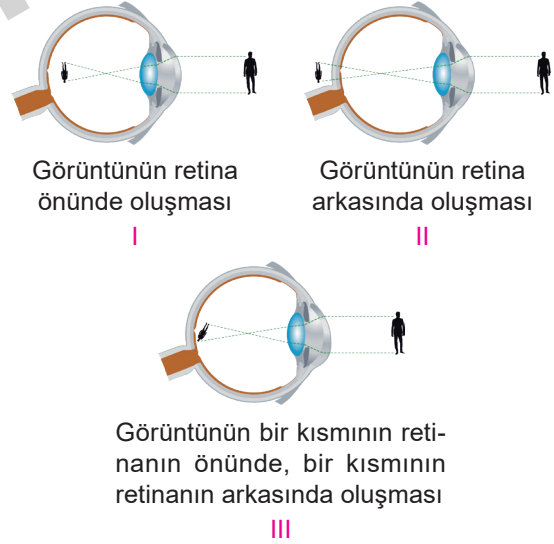 Görüntünün retina
önünde oluşması
I
Görüntünün retina
arkasında oluşması
II
Görüntünün bir kısmının reti-
nanın önünde, bir kısmının
retinanın arkasında oluşması
III